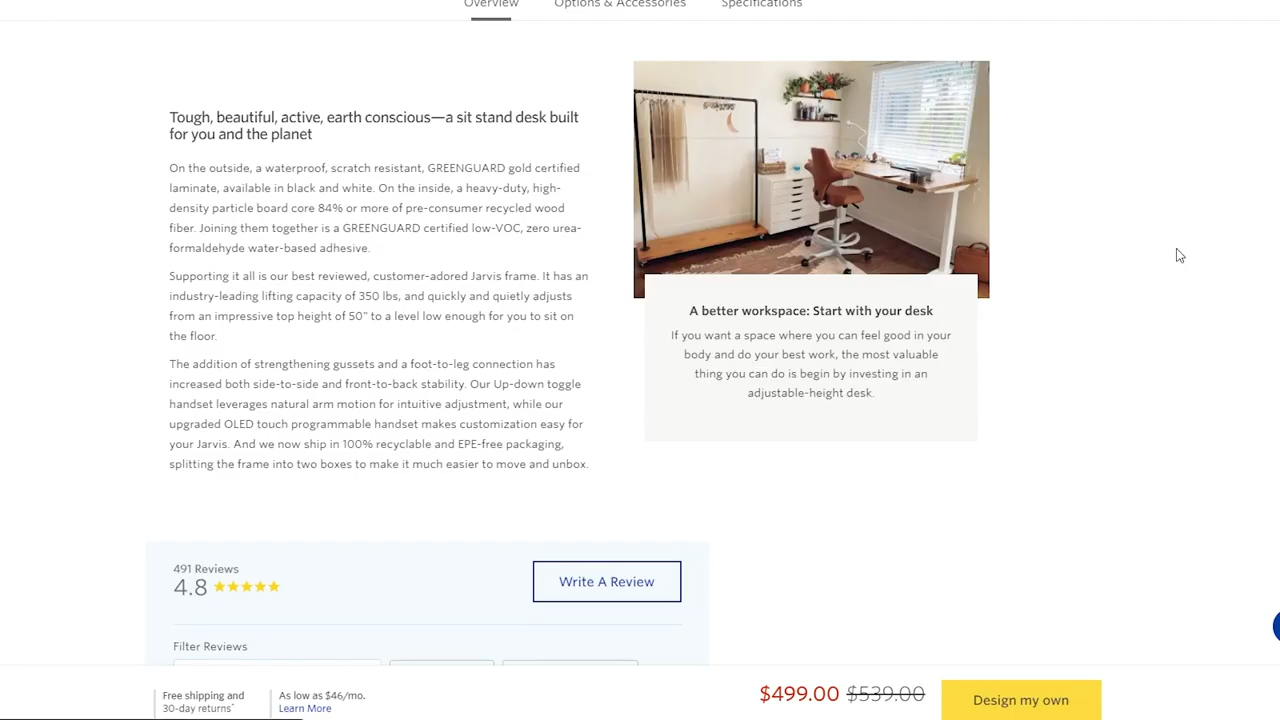 Overview Options & Accessories Specifications
Tough, beautiful, active, earth conscious—a sit stand desk built
for you and the planet
On the outside, a waterproof, scratch resistant, GREENGUARD gold certified
laminate, available in black and white. On the inside, a heavy-duty, high-
density particle board core 84% or more of pre-consumer recycled wood
fiber. Joining them together is a GREENGUARD certified low-VOC, zero urea-
formaldehyde water-based adhesive.
Supporting it all is our best reviewed, customer-adored Jarvis frame. It has an
industry-leading lifting capacity of 350 lbs, and quickly and quietly adjusts
from an impressive top height of 50" to a level low enough for you to sit on
the floor.
The addition of strengthening gussets and a foot-to-leg connection has
increased both side-to-side and front-to-back stability. Our Up-down toggle
handset leverages natural arm motion for intuitive adjustment, while our
upgraded OLED touch programmable handset makes customization easy for
your Jarvis. And we now ship in 100% recyclable and EPE-free packaging,
splitting the frame into two boxes to make it much easier to move and unbox.
A better workspace: Start with your desk
If you want a space where you can feel good in your
body and do your best work, the most valuable
thing you can do is begin by investing in an
adjustable-height desk.
491 Reviews
4.8
Write A Review
Filter Reviews
Free shipping and
30-day returns*
As low as $46/mo.
Learn More
$499.00 $539.00
Design my own